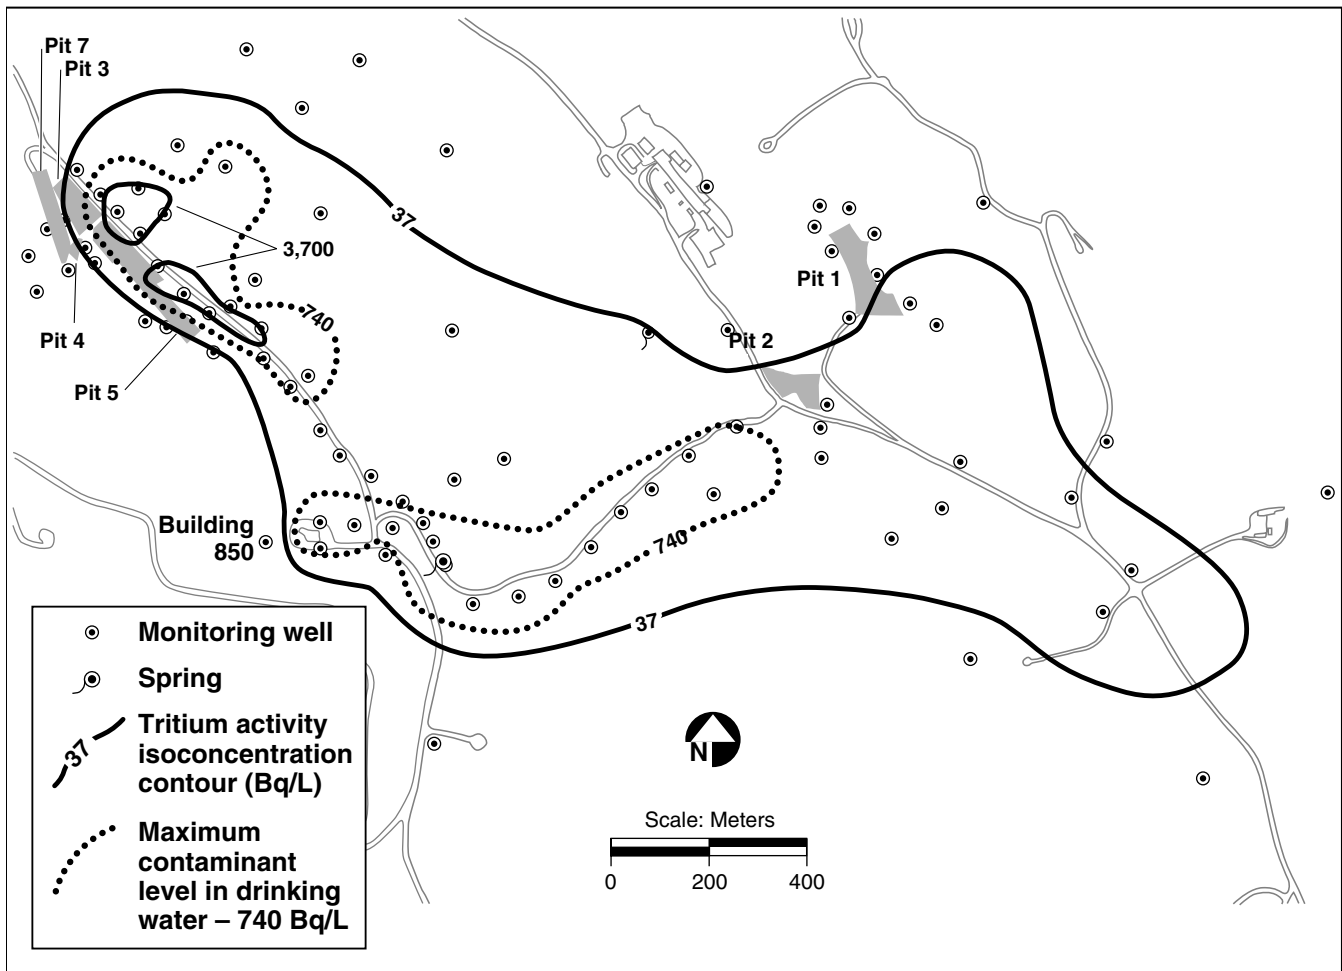 Pit 7
Pit 3
37
3,700
Pit 1
740
Pit 2
Pit 4
Pit 5
Building
850
740
37
Monitoring well
Spring
37
Tritium activity
isoconcentration
contour (Bq/L)
Maximum
contaminant
level in drinking
water – 740 Bq/L
N
Scale: Meters
0 200 400